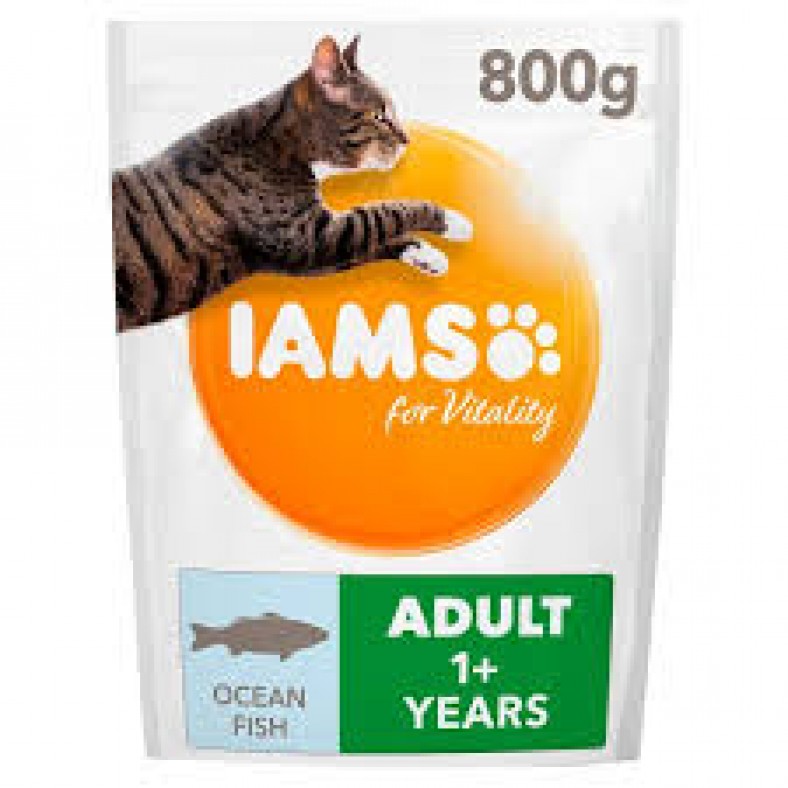 800g
IAMS
for Vitality
OCEAN
FISH
ADULT
1+
YEARS